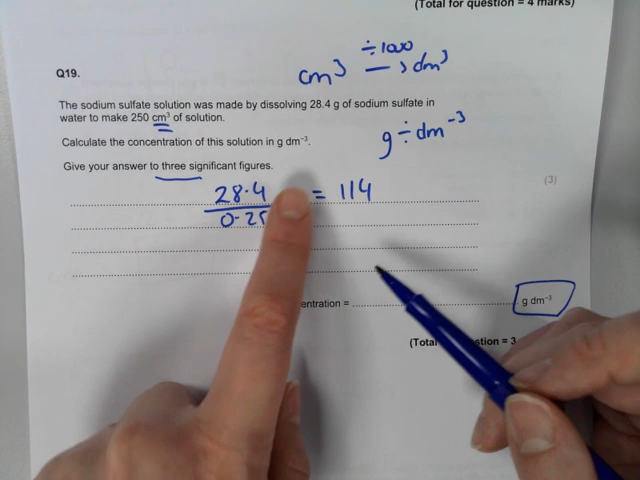 (Total for question = 4 marks)
÷1000
cm³ → dm³
Q19.
The sodium sulfate solution was made by dissolving 28.4 g of sodium sulfate in
water to make 250 cm³ of solution.
Calculate the concentration of this solution in g dm⁻³.
g ÷ dm⁻³
Give your answer to three significant figures.
(3)
28.4 = 114
0.25
entration = g dm⁻³
(Total stion = 3